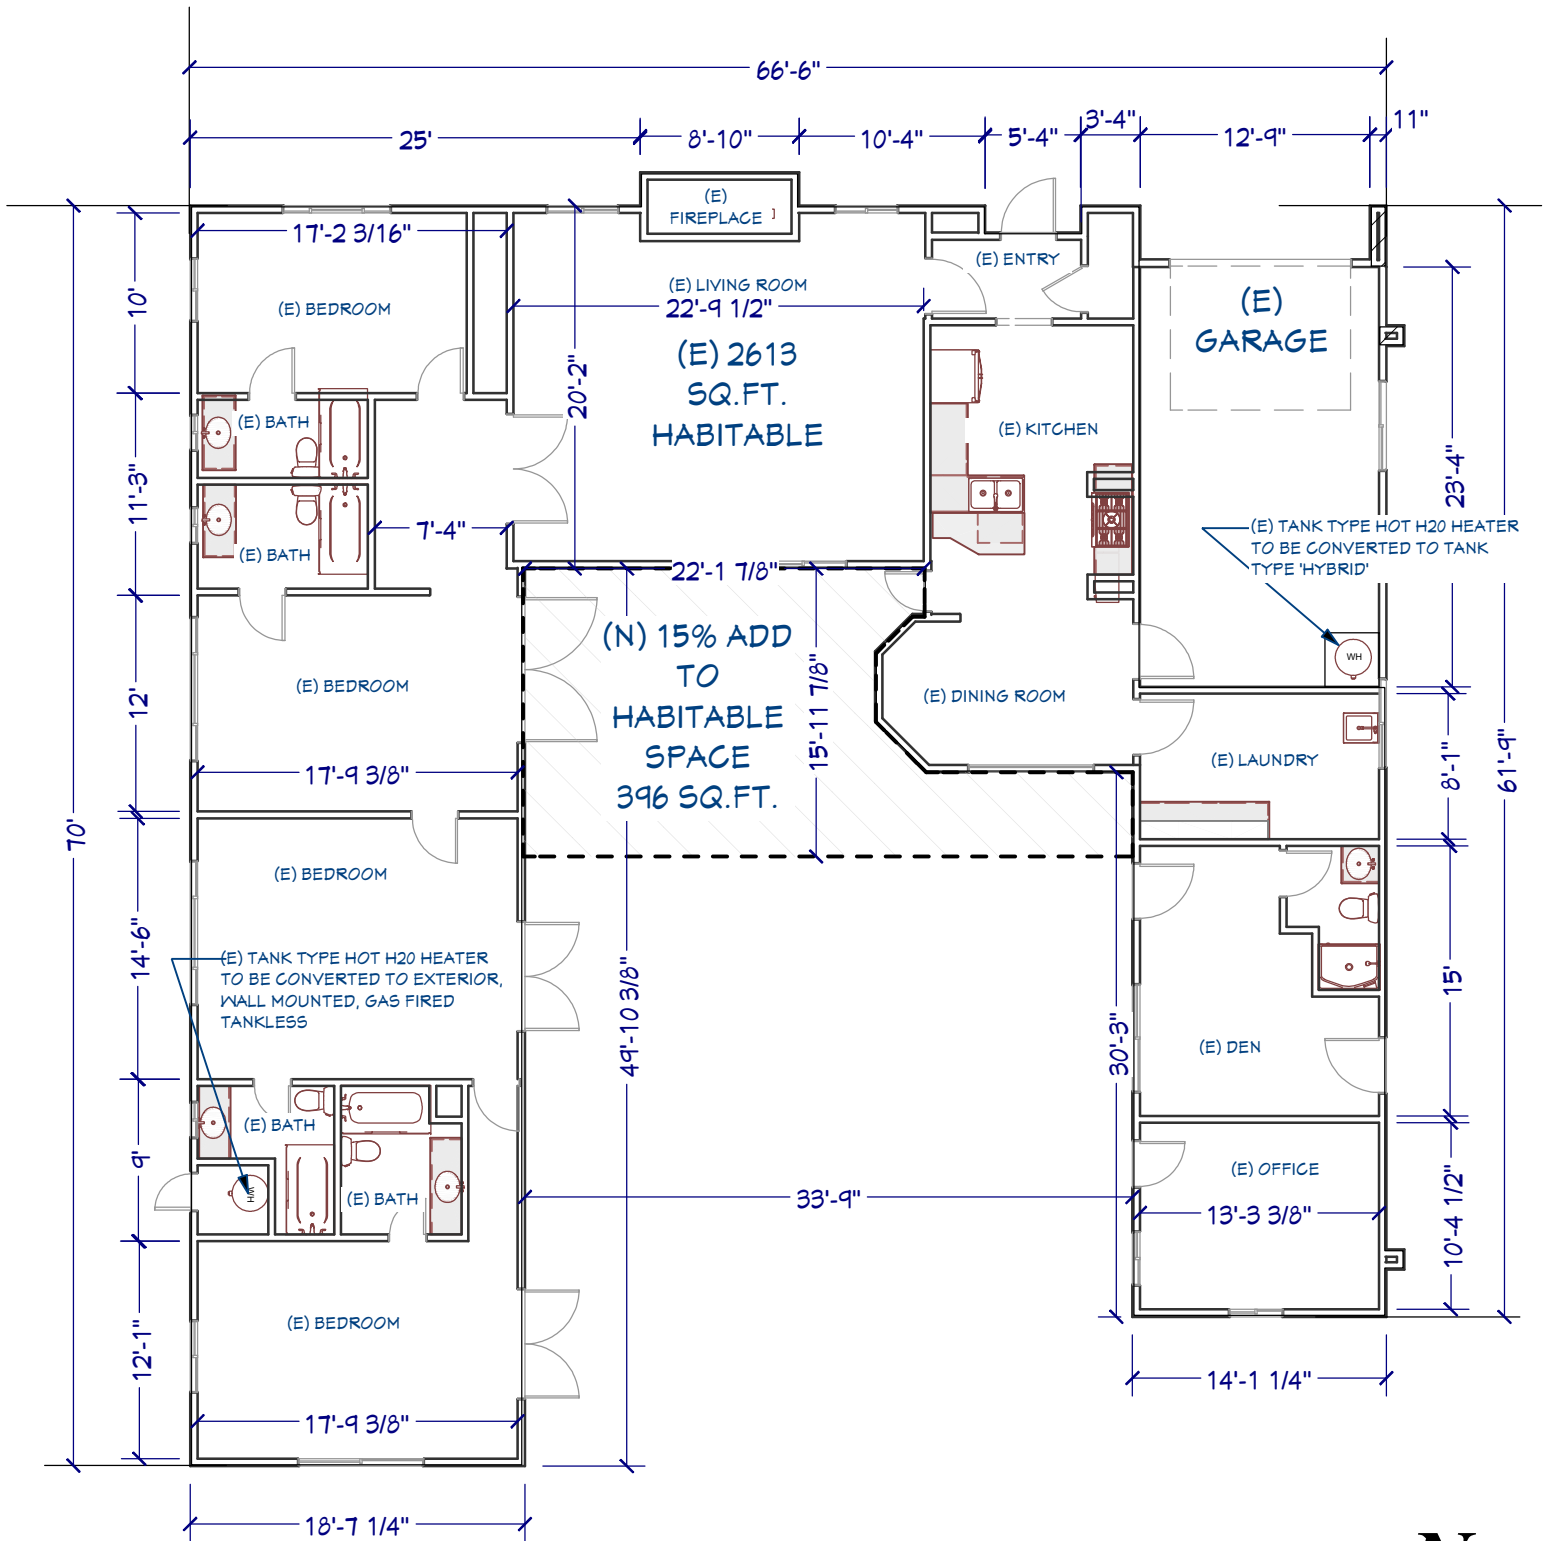 66'-6"
25'
8'-10"
10'-4"
5'-4"
3'-4"
12'-9"
11"
(E)
FIREPLACE
17'-2 3/16"
(E) BEDROOM
10'
(E) LIVING ROOM
22'-9 1/2"
(E) 2613
SQ.FT.
HABITABLE
20'-2"
(E) ENTRY
(E)
GARAGE
(E) KITCHEN
23'-4"
(E) TANK TYPE HOT H20 HEATER
TO BE CONVERTED TO TANK
TYPE 'HYBRID'
WH
(E) BATH
11'-3"
(E) BATH
7'-4"
22'-1 7/8"
(N) 15% ADD
TO
HABITABLE
SPACE
396 SQ.FT.
15'-11 7/8"
(E) DINING ROOM
(E) BEDROOM
12'
17'-9 3/8"
70'
(E) LAUNDRY
8'-1"
61'-9"
(E) BEDROOM
14'-6"
(E) TANK TYPE HOT H20 HEATER
TO BE CONVERTED TO EXTERIOR,
WALL MOUNTED, GAS FIRED
TANKLESS
49'-10 3/8"
30'-3"
(E) DEN
15'
(E) BATH
9'
WH
(E) BATH
33'-9"
(E) OFFICE
13'-3 3/8"
10'-4 1/2"
(E) BEDROOM
12'-1"
17'-9 3/8"
14'-1 1/4"
18'-7 1/4"
N